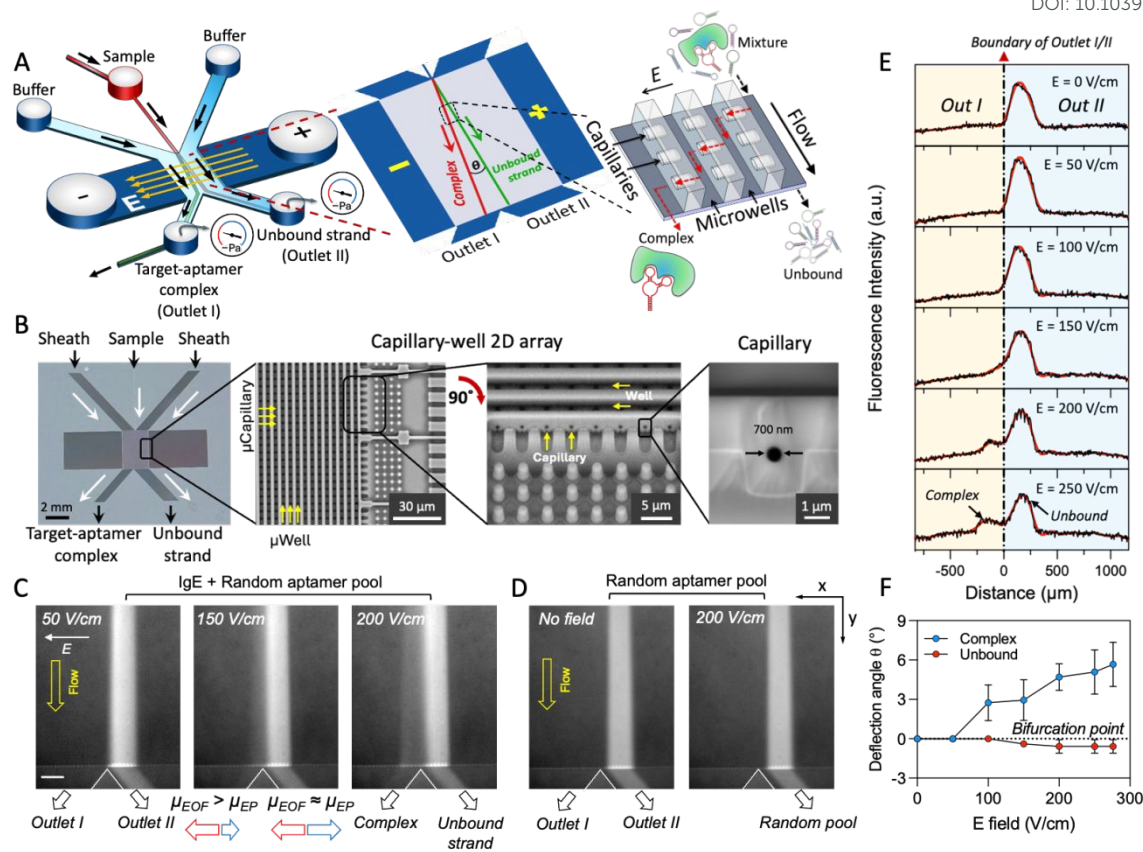 DOI: 10.1039
A
Buffer
Sample
Buffer
+
-
E
-Pa
-Pa
Unbound strand
(Outlet II)
Target-aptamer
complex
(Outlet I)
+
-
Complex
θ
Unbound
strand
Outlet I
Outlet II
Mixture
E
Capillaries
Flow
Microwells
Complex
Unbound
B
Sheath
Sample
Sheath
2 mm
Target-aptamer
complex
Unbound
strand
Capillary-well 2D array
µCapillary
µWell
30 µm
90°
Well
Capillary
5 µm
Capillary
700 nm
1 µm
C
IgE + Random aptamer pool
50 V/cm
E
Flow
150 V/cm
200 V/cm
Outlet I
Outlet II
µEOF > µEP
µEOF ≈ µEP
Complex
Unbound
strand
D
Random aptamer pool
x
y
No field
Flow
200 V/cm
Outlet I
Outlet II
Random pool
E
Boundary of Outlet I/II
Out I
Out II
E = 0 V/cm
E = 50 V/cm
E = 100 V/cm
E = 150 V/cm
E = 200 V/cm
E = 250 V/cm
Complex
Unbound
Fluorescence Intensity (a.u.)
-500
0
500
1000
Distance (µm)
F
Deflection angle θ (°)
9
6
3
0
-3
Complex
Unbound
Bifurcation point
0
100
200
300
E field (V/cm)